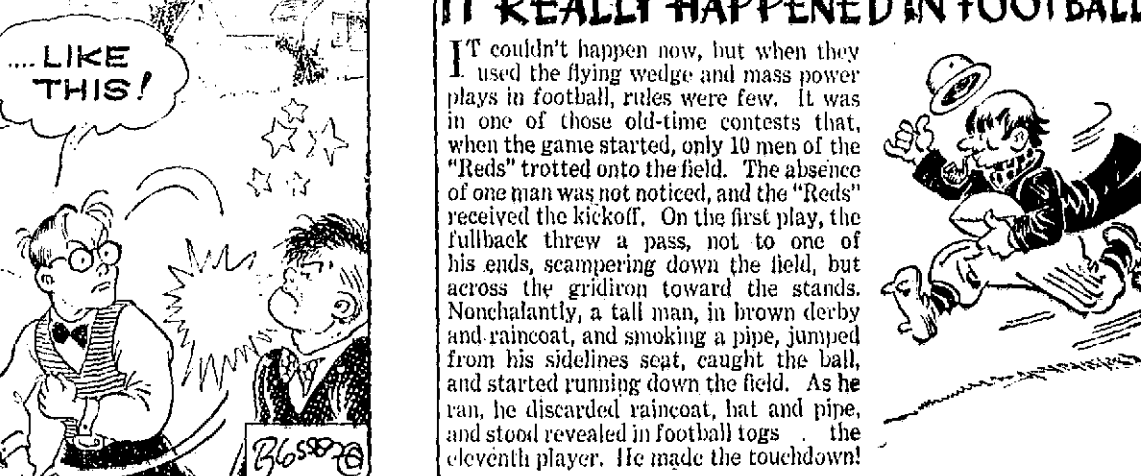 ....LIKE
THIS!
IT REALLY HAPPENED IN FOOTBALL
IT couldn't happen now, but when they
used the flying wedge and mass power
plays in football, rules were few. It was
in one of those old-time contests that,
when the game started, only 10 men of the
"Reds" trotted onto the field. The absence
of one man was not noticed, and the "Reds"
received the kickoff. On the first play, the
fullback threw a pass, not to one of
his ends, scampering down the field, but
across the gridiron toward the stands.
Nonchalantly, a tall man, in brown derby
and raincoat, and smoking a pipe, jumped
from his sidelines seat, caught the ball,
and started running down the field. As he
ran, he discarded raincoat, hat and pipe,
and stood revealed in football togs . the
eleventh player. He made the touchdown!